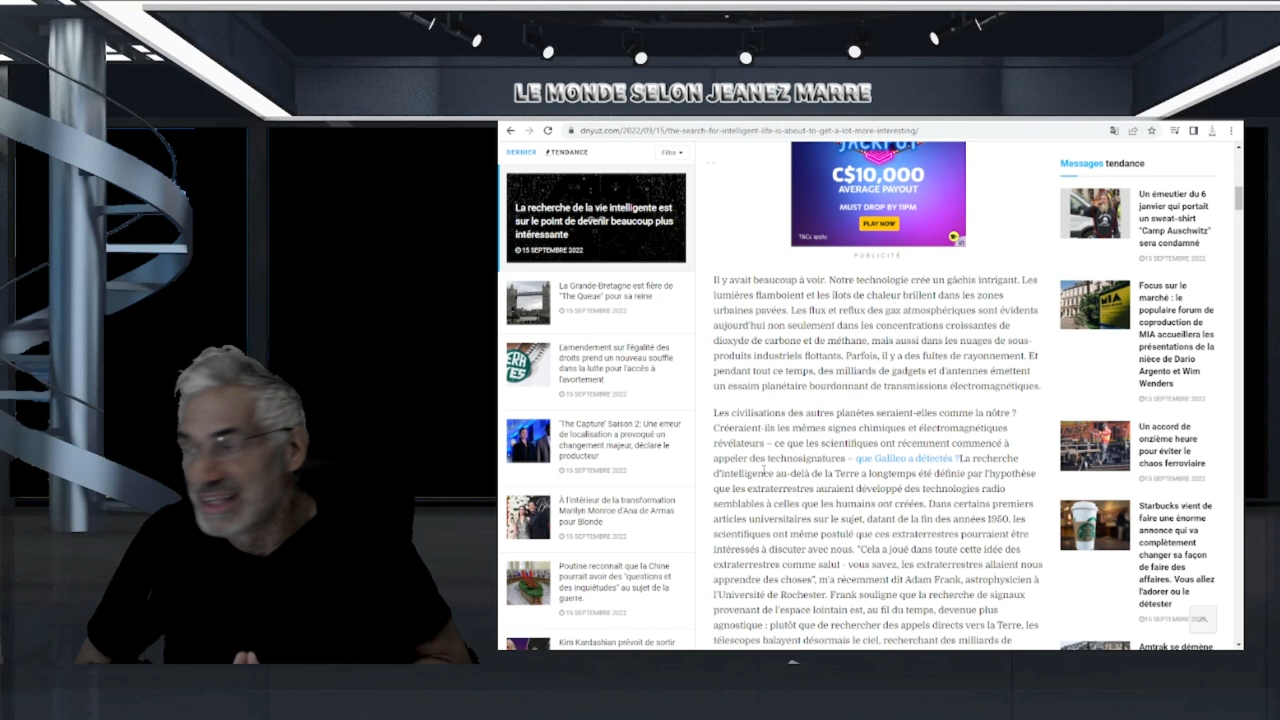 LE MONDE SELON JEANEZ MARRE
dnyuz.com/2022/09/15/the-search-for-intelligent-life-is-about-to-get-a-lot-more-interesting/
DERNIER
TENDANCE
Filtre
La recherche de la vie intelligente est
sur le point de devenir beaucoup plus
intéressante
15 SEPTEMBRE 2022
La Grande-Bretagne est fière de
"The Queue" pour sa reine
15 SEPTEMBRE 2022
L'amendement sur l'égalité des
droits prend un nouveau souffle
dans la lutte pour l'accès à
l'avortement
15 SEPTEMBRE 2022
'The Capture' Saison 2: Une erreur
de localisation a provoqué un
changement majeur, déclare le
producteur
15 SEPTEMBRE 2022
À l'intérieur de la transformation
Marilyn Monroe d'Ana de Armas
pour Blonde
15 SEPTEMBRE 2022
Poutine reconnaît que la Chine
pourrait avoir des "questions et
des inquiétudes" au sujet de la
guerre.
15 SEPTEMBRE 2022
Kim Kardashian prévoit de sortir
JACKPOT
C$10,000
AVERAGE PAYOUT
MUST DROP BY 11PM
PLAY NOW
T&Cs apply
PUBLICITÉ
Il y avait beaucoup à voir. Notre technologie crée un gâchis intrigant. Les
lumières flamboient et les îlots de chaleur brillent dans les zones
urbaines pavées. Les flux et reflux des gaz atmosphériques sont évidents
aujourd'hui non seulement dans les concentrations croissantes de
dioxyde de carbone et de méthane, mais aussi dans les nuages de sous-
produits industriels flottants. Parfois, il y a des fuites de rayonnement. Et
pendant tout ce temps, des milliards de gadgets et d'antennes émettent
un essaim planétaire bourdonnant de transmissions électromagnétiques.
Les civilisations des autres planètes seraient-elles comme la nôtre ?
Créeraient-ils les mêmes signes chimiques et électromagnétiques
révélateurs – ce que les scientifiques ont récemment commencé à
appeler des technosignatures – que Galileo a détectés ?La recherche
d'intelligence au-delà de la Terre a longtemps été définie par l'hypothèse
que les extraterrestres auraient développé des technologies radio
semblables à celles que les humains ont créées. Dans certains premiers
articles universitaires sur le sujet, datant de la fin des années 1950, les
scientifiques ont même postulé que ces extraterrestres pourraient être
intéressés à discuter avec nous. "Cela a joué dans toute cette idée des
extraterrestres comme salut - vous savez, les extraterrestres allaient nous
apprendre des choses", m'a récemment dit Adam Frank, astrophysicien à
l'Université de Rochester. Frank souligne que la recherche de signaux
provenant de l'espace lointain est, au fil du temps, devenue plus
agnostique : plutôt que de rechercher des appels directs vers la Terre, les
télescopes balayent désormais le ciel, recherchant des milliards de
Messages tendance
Un émeutier du 6
janvier qui portait
un sweat-shirt
"Camp Auschwitz"
sera condamné
15 SEPTEMBRE 2022
Focus sur le
marché : le
populaire forum de
coproduction de
MIA accueillera les
présentations de la
nièce de Dario
Argento et Wim
Wenders
15 SEPTEMBRE 2022
Un accord de
onzième heure
pour éviter le
chaos ferroviaire
15 SEPTEMBRE 2022
Starbucks vient de
faire une énorme
annonce qui va
complètement
changer sa façon
de faire des
affaires. Vous allez
l'adorer ou le
détester
15 SEPTEMBRE
Amtrak se démène